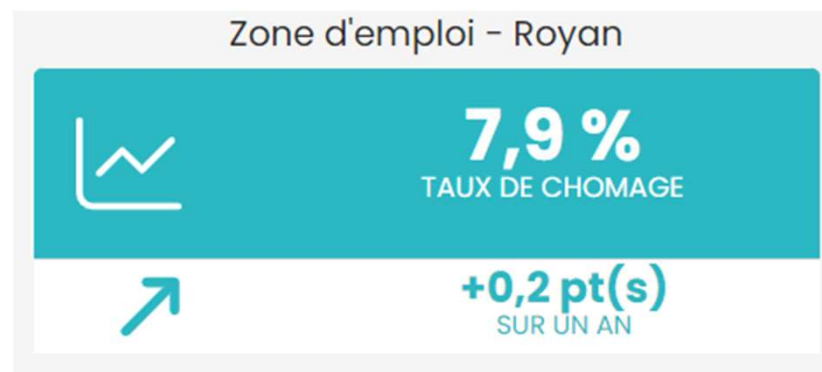 Zone d'emploi - Royan
7,9 %
TAUX DE CHOMAGE
+0,2 pt(s)
SUR UN AN